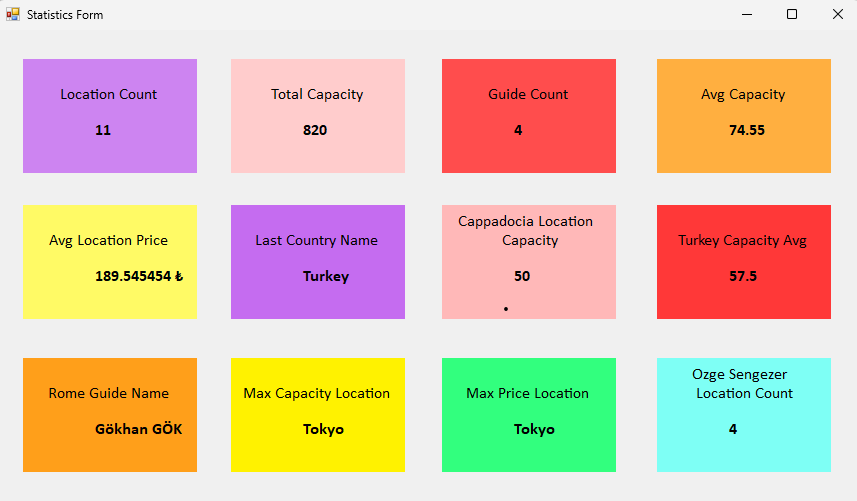 Statistics Form
Location Count
11
Total Capacity
820
Guide Count
4
Avg Capacity
74.55
Avg Location Price
189.545454 ₺
Last Country Name
Turkey
Cappadocia Location
Capacity
50
•
Turkey Capacity Avg
57.5
Rome Guide Name
Gökhan GÖK
Max Capacity Location
Tokyo
Max Price Location
Tokyo
Ozge Sengezer
Location Count
4